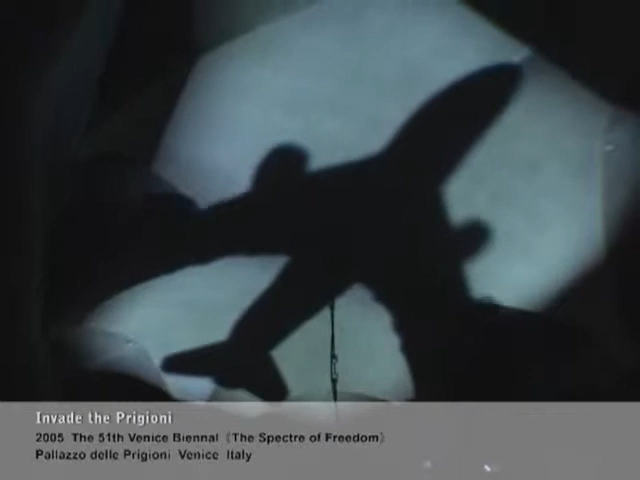 Invade the Prigioni
2005 The 51th Venice Biennal《The Spectre of Freedom》
Pallazzo delle Prigioni Venice Italy